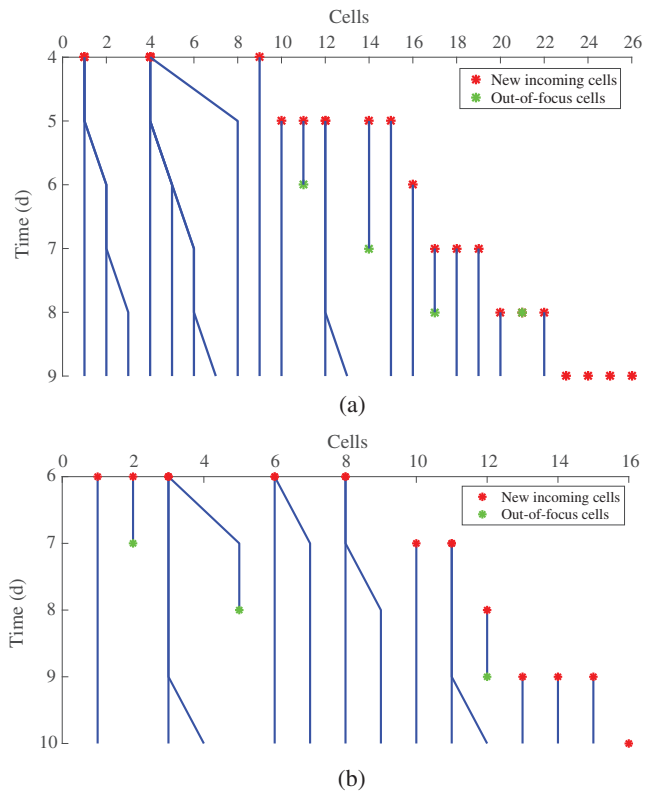 Cells
0 2 4 6 8 10 12 14 16 18 20 22 24 26
4
New incoming cells
Out-of-focus cells
5
6
Time (d)
7
8
9
(a)
Cells
0 2 4 6 8 10 12 14 16
6
New incoming cells
Out-of-focus cells
7
Time (d)
8
9
10
(b)